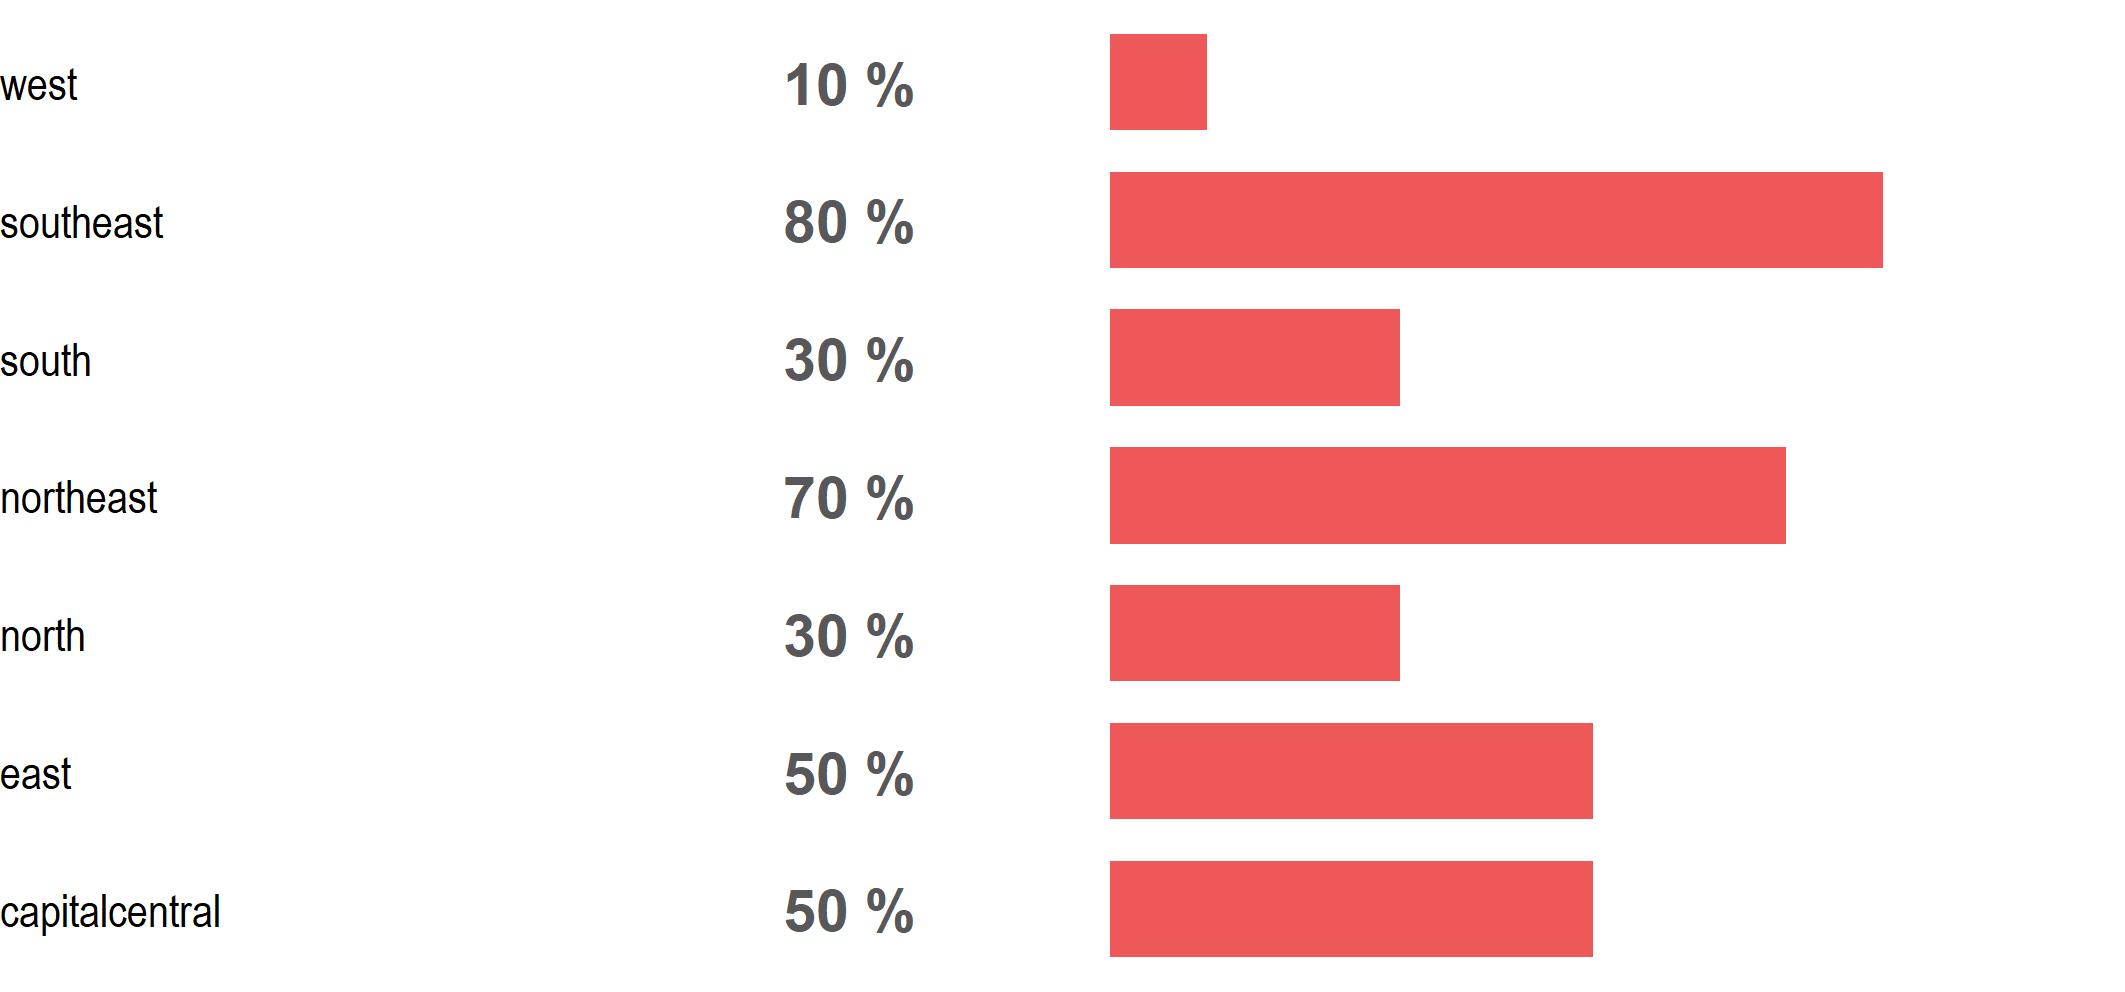 west 10 %
southeast 80 %
south 30 %
northeast 70 %
north 30 %
east 50 %
capitalcentral 50 %